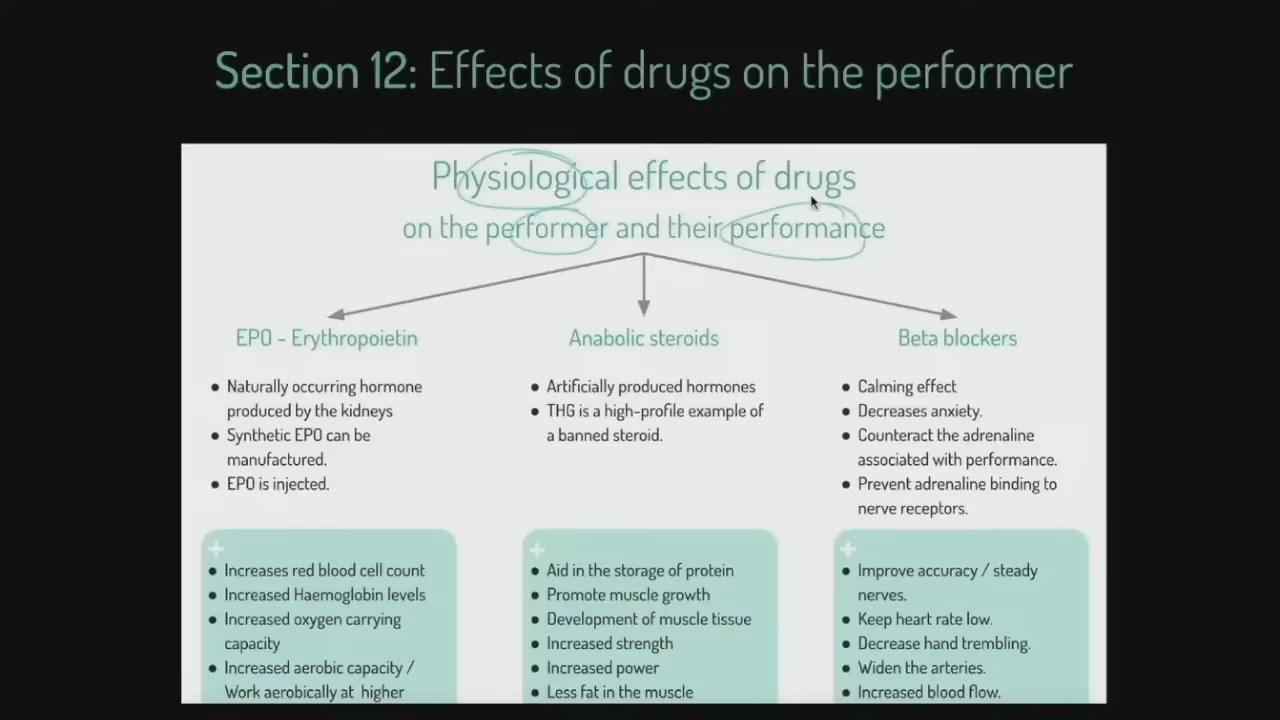 Section 12: Effects of drugs on the performer
Physiological effects of drugs
on the performer and their performance
EPO - Erythropoietin
● Naturally occurring hormone
produced by the kidneys
● Synthetic EPO can be
manufactured.
● EPO is injected.
+
● Increases red blood cell count
● Increased Haemoglobin levels
● Increased oxygen carrying
capacity
● Increased aerobic capacity /
Work aerobically at higher
Anabolic steroids
● Artificially produced hormones
● THG is a high-profile example of
a banned steroid.
+
● Aid in the storage of protein
● Promote muscle growth
● Development of muscle tissue
● Increased strength
● Increased power
● Less fat in the muscle
Beta blockers
● Calming effect
● Decreases anxiety.
● Counteract the adrenaline
associated with performance.
● Prevent adrenaline binding to
nerve receptors.
+
● Improve accuracy / steady
nerves.
● Keep heart rate low.
● Decrease hand trembling.
● Widen the arteries.
● Increased blood flow.